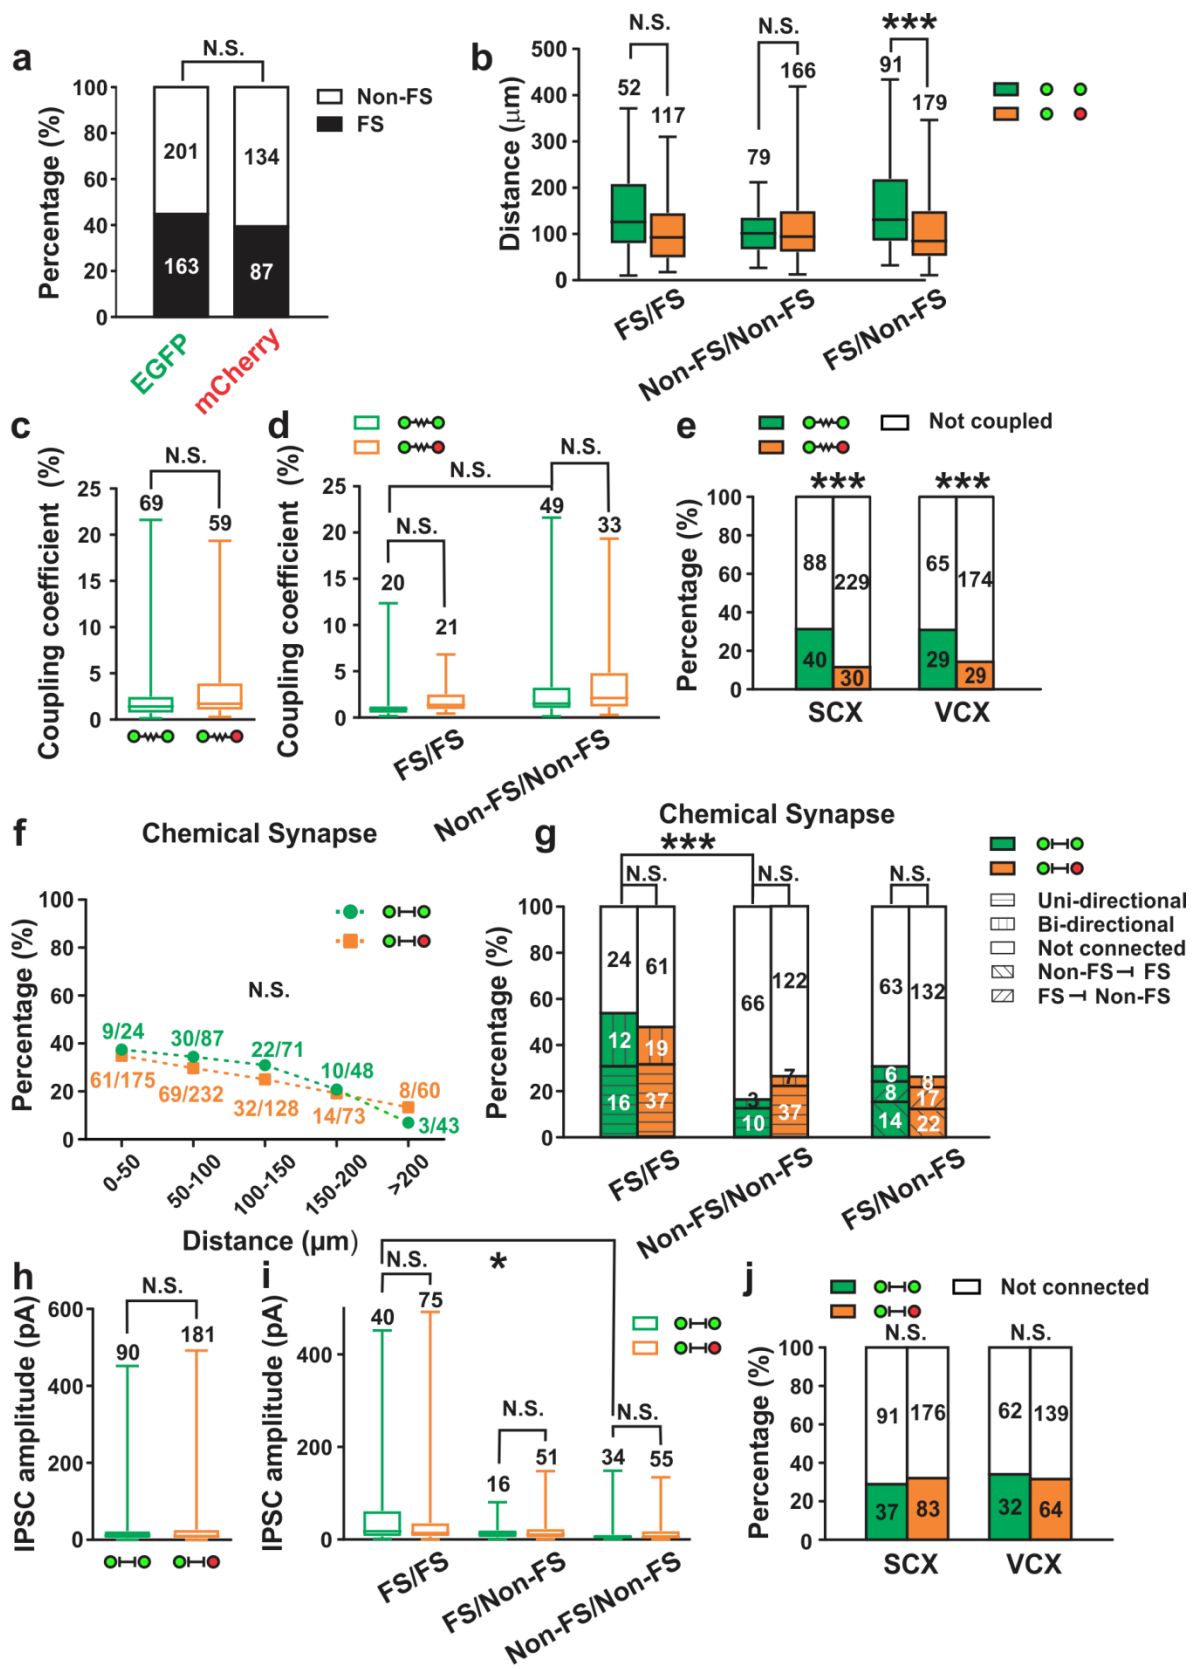 a
N.S.
Percentage (%)
100
80
60
40
20
0
201
134
163
87
Non-FS
FS
EGFP
mCherry
b
N.S.
N.S.
***
Distance (μm)
500
400
300
200
100
0
52
117
79
166
91
179
FS/FS
Non-FS/Non-FS
FS/Non-FS
c
N.S.
Coupling coefficient (%)
25
20
15
10
5
0
69
59
d
N.S.
N.S.
N.S.
Coupling coefficient (%)
25
20
15
10
5
0
20
21
49
33
FS/FS
Non-FS/Non-FS
e
Not coupled
***
***
Percentage (%)
100
80
60
40
20
0
88
229
65
174
40
30
29
29
SCX
VCX
f
Chemical Synapse
Percentage (%)
100
80
60
40
20
0
N.S.
9/24
30/87
22/71
10/48
8/60
61/175
69/232
32/128
14/73
3/43
0-50
50-100
100-150
150-200
>200
Distance (μm)
g
Chemical Synapse
***
N.S.
N.S.
N.S.
Percentage (%)
100
80
60
40
20
0
24
61
66
122
63
132
12
19
3
7
6
8
8
17
16
37
10
37
14
22
Uni-directional
Bi-directional
Not connected
Non-FS⊣ FS
FS⊣ Non-FS
FS/FS
Non-FS/Non-FS
FS/Non-FS
h
N.S.
IPSC amplitude (pA)
600
400
200
0
90
181
i
N.S.
*
N.S.
N.S.
IPSC amplitude (pA)
400
200
0
40
75
16
51
34
55
FS/FS
FS/Non-FS
Non-FS/Non-FS
j
Not connected
N.S.
N.S.
Percentage (%)
100
80
60
40
20
0
91
176
62
139
37
83
32
64
SCX
VCX